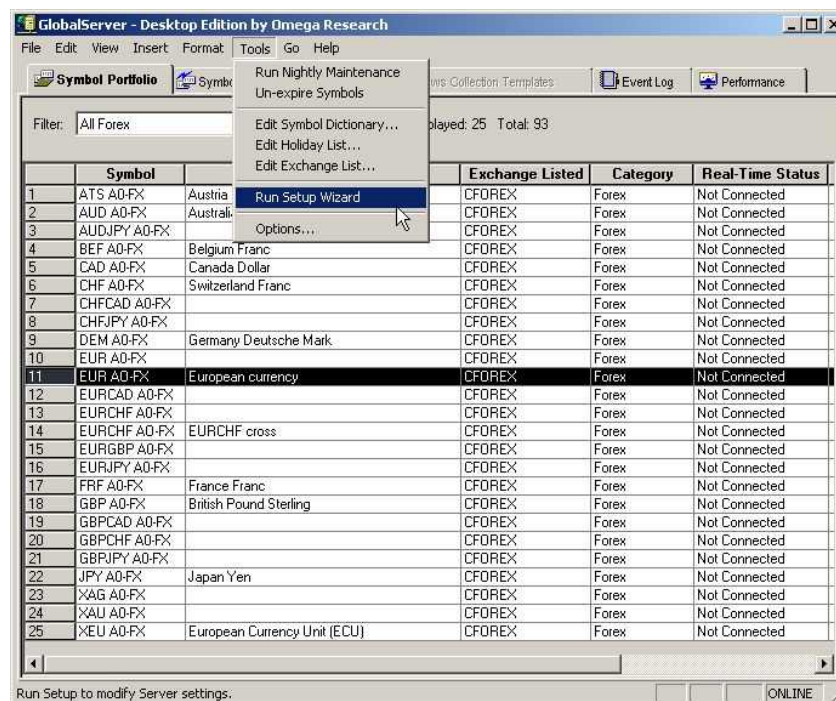 GlobalServer - Desktop Edition by Omega Research
File Edit View Insert Format Tools Go Help
Symbol Portfolio Symbo Collection Templates Event Log Performance
Run Nightly Maintenance
Un-expire Symbols
Edit Symbol Dictionary...
Edit Holiday List...
Edit Exchange List...
Run Setup Wizard
Options...
Filter: All Forex played: 25 Total: 93
Symbol Exchange Listed Category Real-Time Status
1 ATS A0-FX Austria CFOREX Forex Not Connected
2 AUD A0-FX Australi CFOREX Forex Not Connected
3 AUDJPY A0-FX CFOREX Forex Not Connected
4 BEF A0-FX Belgium Franc CFOREX Forex Not Connected
5 CAD A0-FX Canada Dollar CFOREX Forex Not Connected
6 CHF A0-FX Switzerland Franc CFOREX Forex Not Connected
7 CHFCAD A0-FX CFOREX Forex Not Connected
8 CHFJPY A0-FX CFOREX Forex Not Connected
9 DEM A0-FX Germany Deutsche Mark CFOREX Forex Not Connected
10 EUR A0-FX CFOREX Forex Not Connected
11 EUR AO-FX European currency CFOREX Forex Not Connected
12 EURCAD A0-FX CFOREX Forex Not Connected
13 EURCHF A0-FX CFOREX Forex Not Connected
14 EURCHF AO-FX EURCHF cross CFOREX Forex Not Connected
15 EURGBP A0-FX CFOREX Forex Not Connected
16 EURJPY A0-FX CFOREX Forex Not Connected
17 FRF A0-FX France Franc CFOREX Forex Not Connected
18 GBP A0-FX British Pound Sterling CFOREX Forex Not Connected
19 GBPCAD A0-FX CFOREX Forex Not Connected
20 GBPCHF A0-FX CFOREX Forex Not Connected
21 GBPJPY A0-FX CFOREX Forex Not Connected
22 JPY A0-FX Japan Yen CFOREX Forex Not Connected
23 XAG A0-FX CFOREX Forex Not Connected
24 XAU A0-FX CFOREX Forex Not Connected
25 XEU A0-FX European Currency Unit (ECU) CFOREX Forex Not Connected
Run Setup to modify Server settings. ONLINE